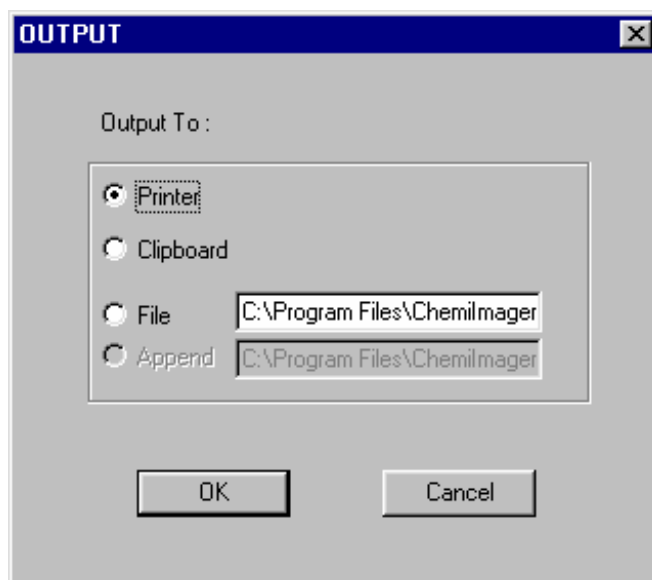 OUTPUT
Output To :
Printer
Clipboard
File C:\Program Files\ChemiImager
Append C:\Program Files\ChemiImager
OK Cancel